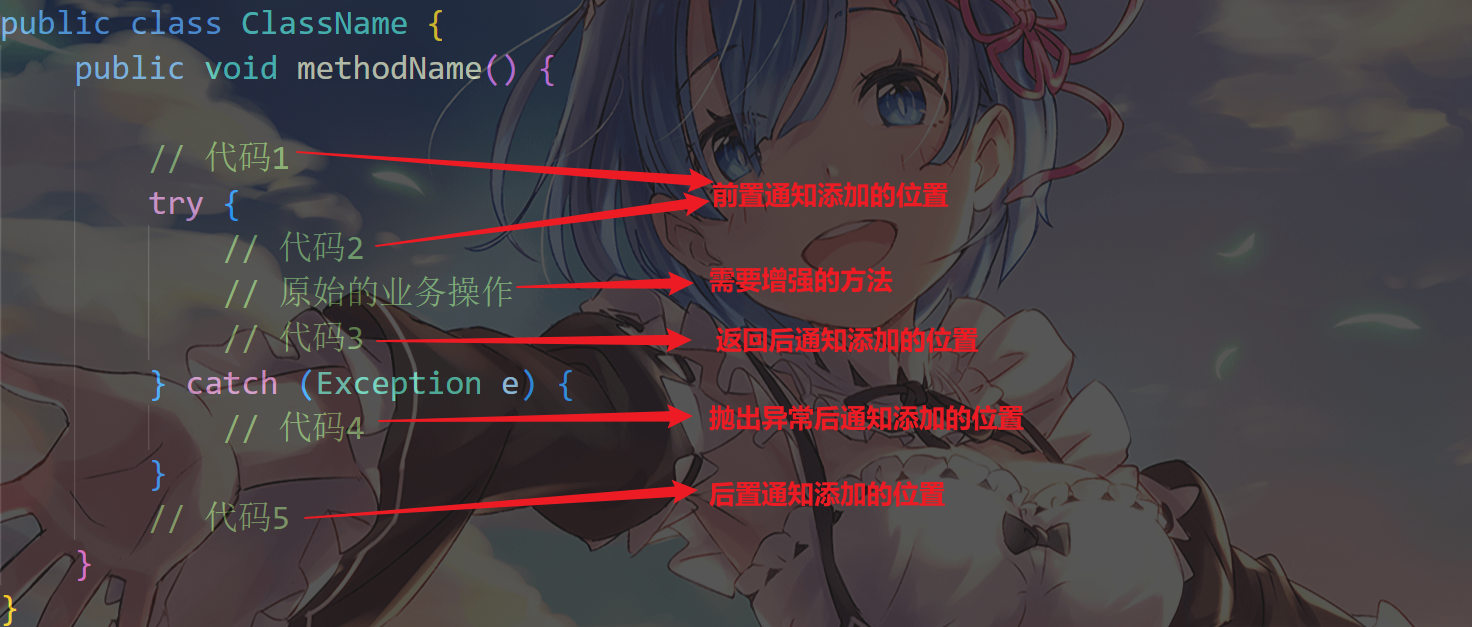 public class ClassName {
public void methodName() {
// 代码1
前置通知添加的位置
try {
// 代码2
// 原始的业务操作
需要增强的方法
// 代码3
返回后通知添加的位置
} catch (Exception e) {
// 代码4
抛出异常后通知添加的位置
}
// 代码5
后置通知添加的位置
}
}